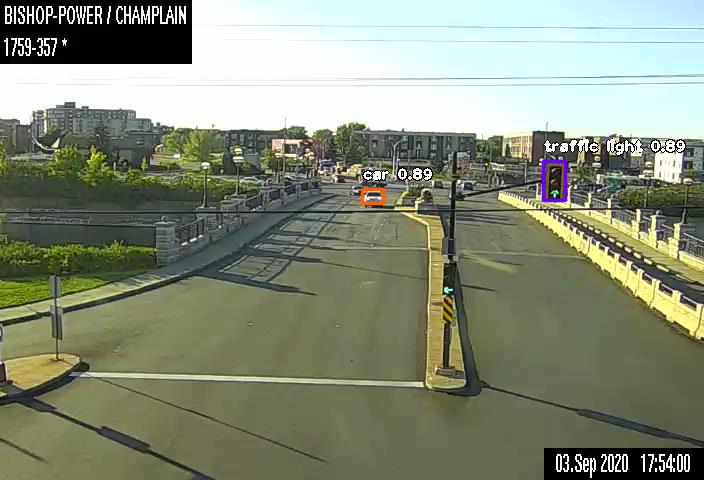 BISHOP-POWER / CHAMPLAIN
1759-357 *
traffic light 0.89
car 0.89
03.Sep 2020 17:54:00